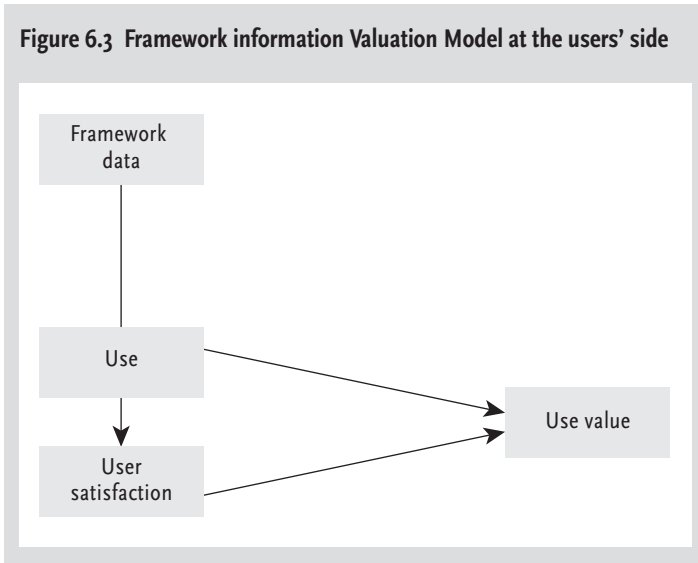 Figure 6.3 Framework information Valuation Model at the users' side
Framework
data
Use
Use value
User
satisfaction